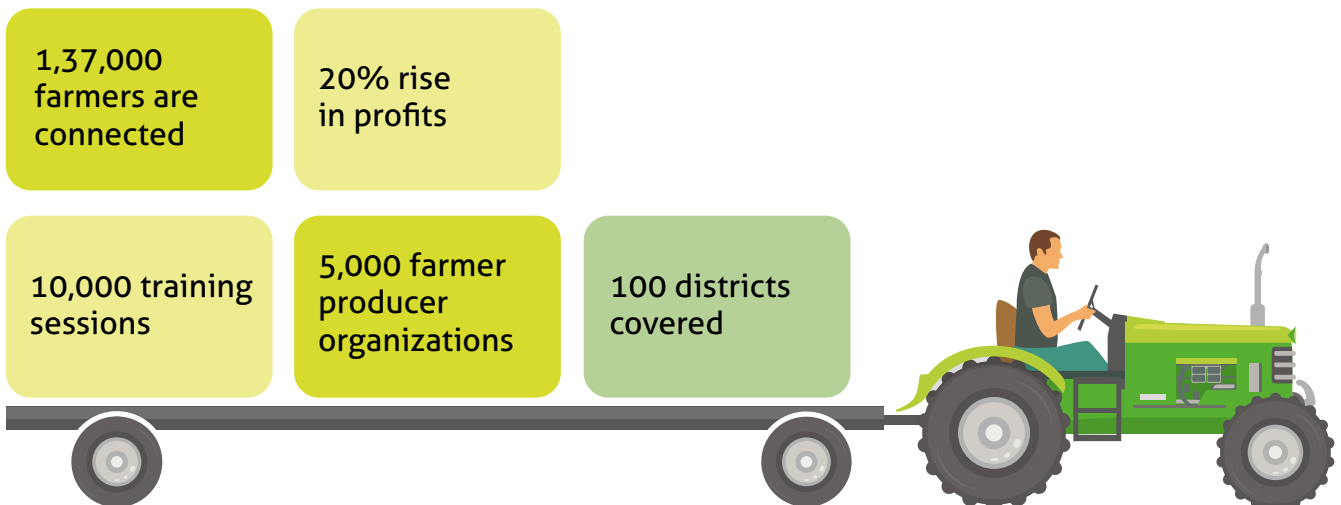 1,37,000
farmers are
connected
20% rise
in profits
10,000 training
sessions
5,000 farmer
producer
organizations
100 districts
covered